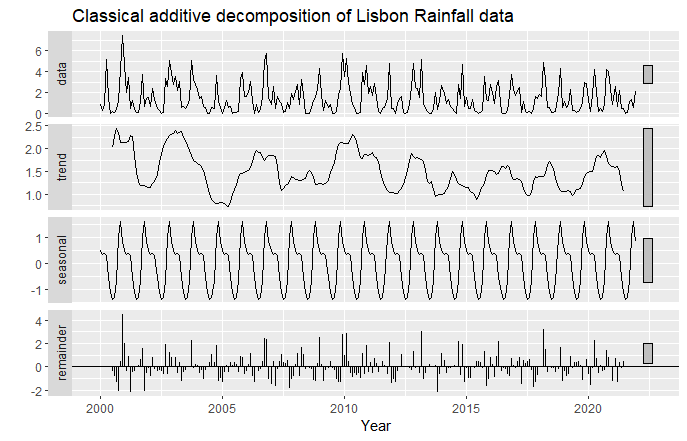 Classical additive decomposition of Lisbon Rainfall data
data
6
4
2
0
trend
2.5
2.0
1.5
1.0
seasonal
1
0
-1
remainder
4
2
0
-2
2000 2005 2010 2015 2020
Year